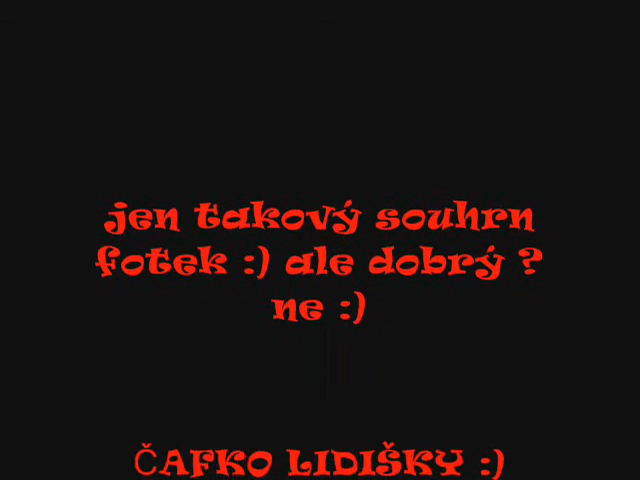 jen takový souhrn
fotek :) ale dobrý ?
ne :)
ČAFKO LIDIŠKY :)